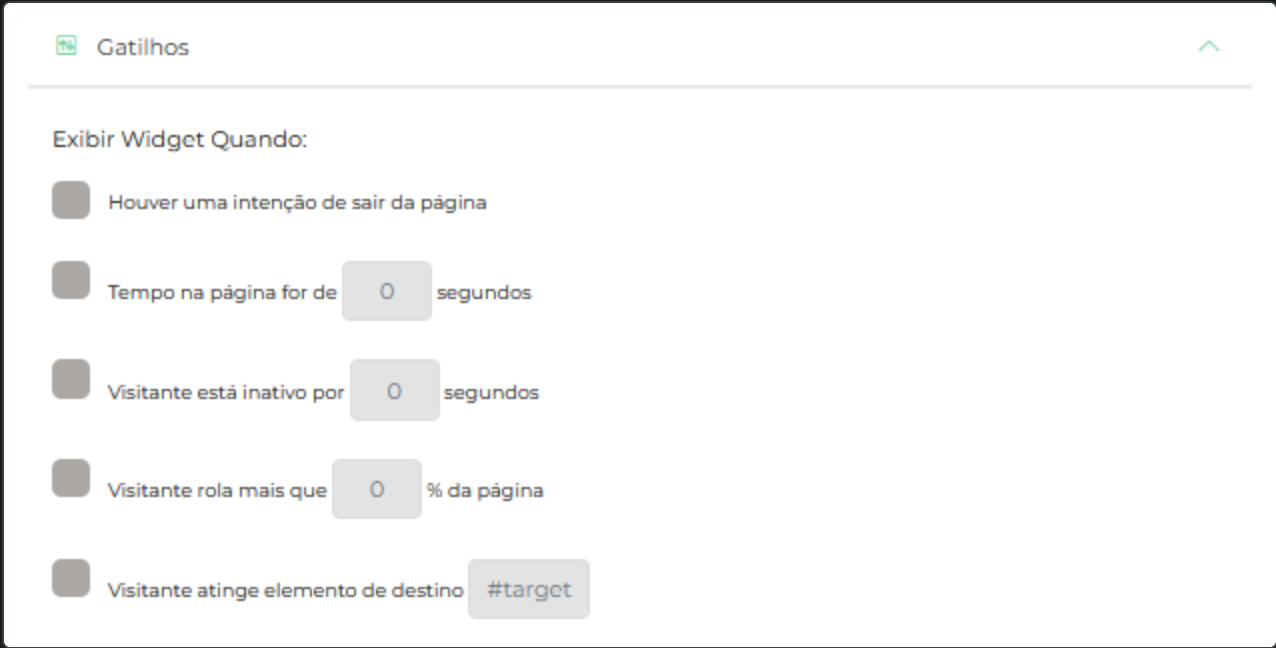 Gatilhos
Exibir Widget Quando:
Houver uma intenção de sair da página
Tempo na página for de 0 segundos
Visitante está inativo por 0 segundos
Visitante rola mais que 0 % da página
Visitante atinge elemento de destino #target